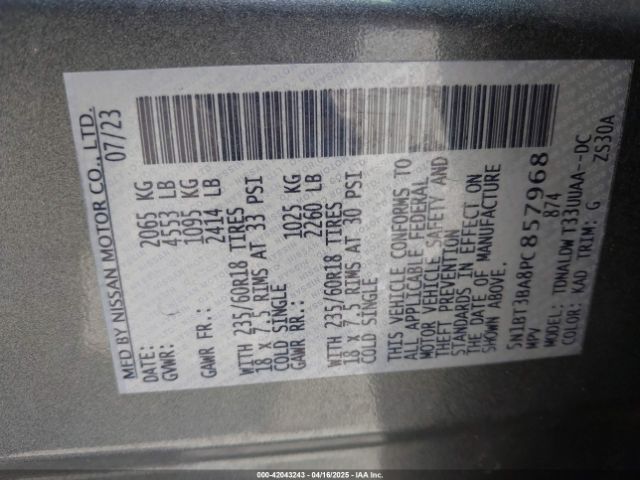 MFD BY NISSAN MOTOR CO., LTD.
DATE: 07/23
GVWR: 2065 KG
4553 LB
GAWR FR.: 1095 KG
2414 LB
WITH 235/60R18 TIRES
18 X 7.5 RIMS AT 33 PSI
COLD SINGLE
GAWR RR.: 1025 KG
2260 LB
WITH 235/60R18 TIRES
18 X 7.5 RIMS AT 30 PSI
COLD SINGLE
THIS VEHICLE CONFORMS TO
ALL APPLICABLE FEDERAL
MOTOR VEHICLE SAFETY AND
THEFT PREVENTION
STANDARDS IN EFFECT ON
THE DATE OF MANUFACTURE
SHOWN ABOVE.
5N1BT3BA8PC857968
MPV 874
MODEL: TDMALDW T33UUAA--DC
COLOR: KAD TRIM: G ZS30A
000-42043243 - 04/16/2025 - IAA Inc.